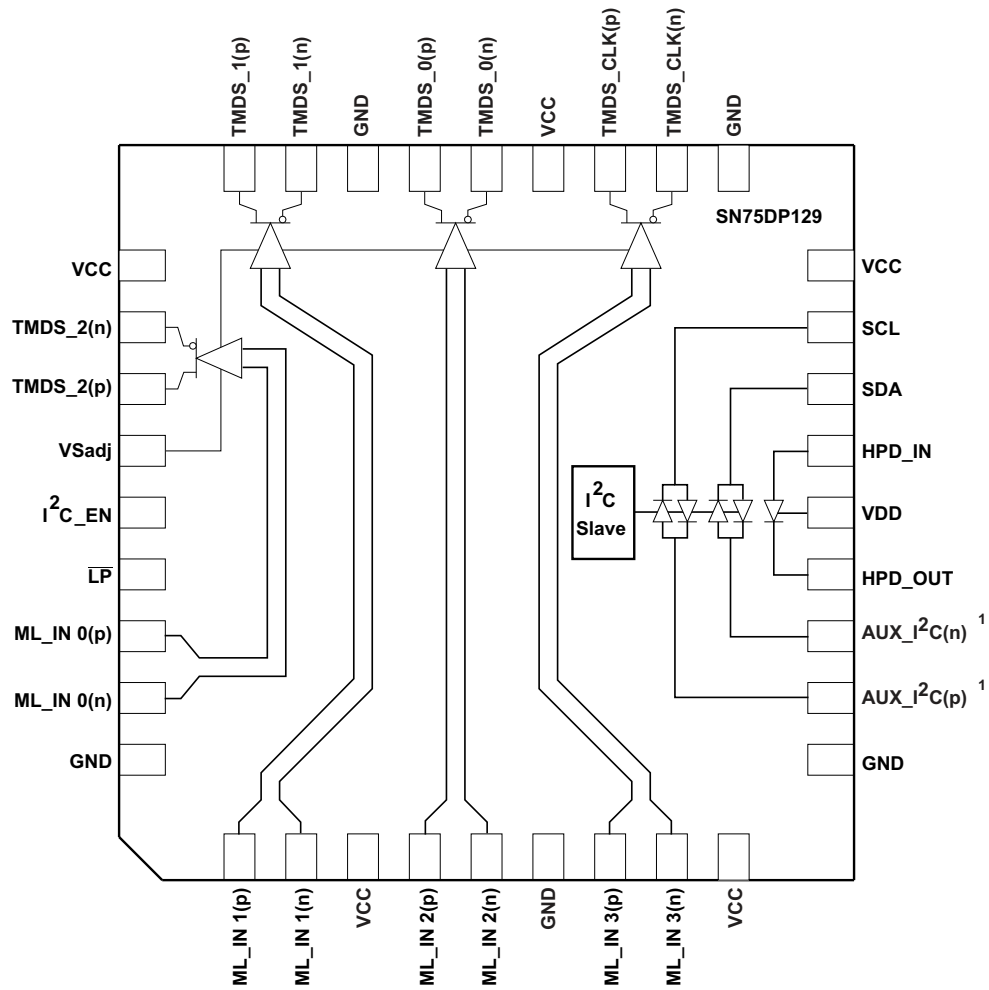 TMDS_1(p)
TMDS_1(n)
GND
TMDS_0(p)
TMDS_0(n)
VCC
TMDS_CLK(p)
TMDS_CLK(n)
GND
SN75DP129
VCC
TMDS_2(n)
TMDS_2(p)
VSadj
I²C_EN
L̅P̅
ML_IN 0(p)
ML_IN 0(n)
GND
I²C
Slave
VCC
SCL
SDA
HPD_IN
VDD
HPD_OUT
AUX_I²C(n) ¹
AUX_I²C(p) ¹
GND
ML_IN 1(p)
ML_IN 1(n)
VCC
ML_IN 2(p)
ML_IN 2(n)
GND
ML_IN 3(p)
ML_IN 3(n)
VCC